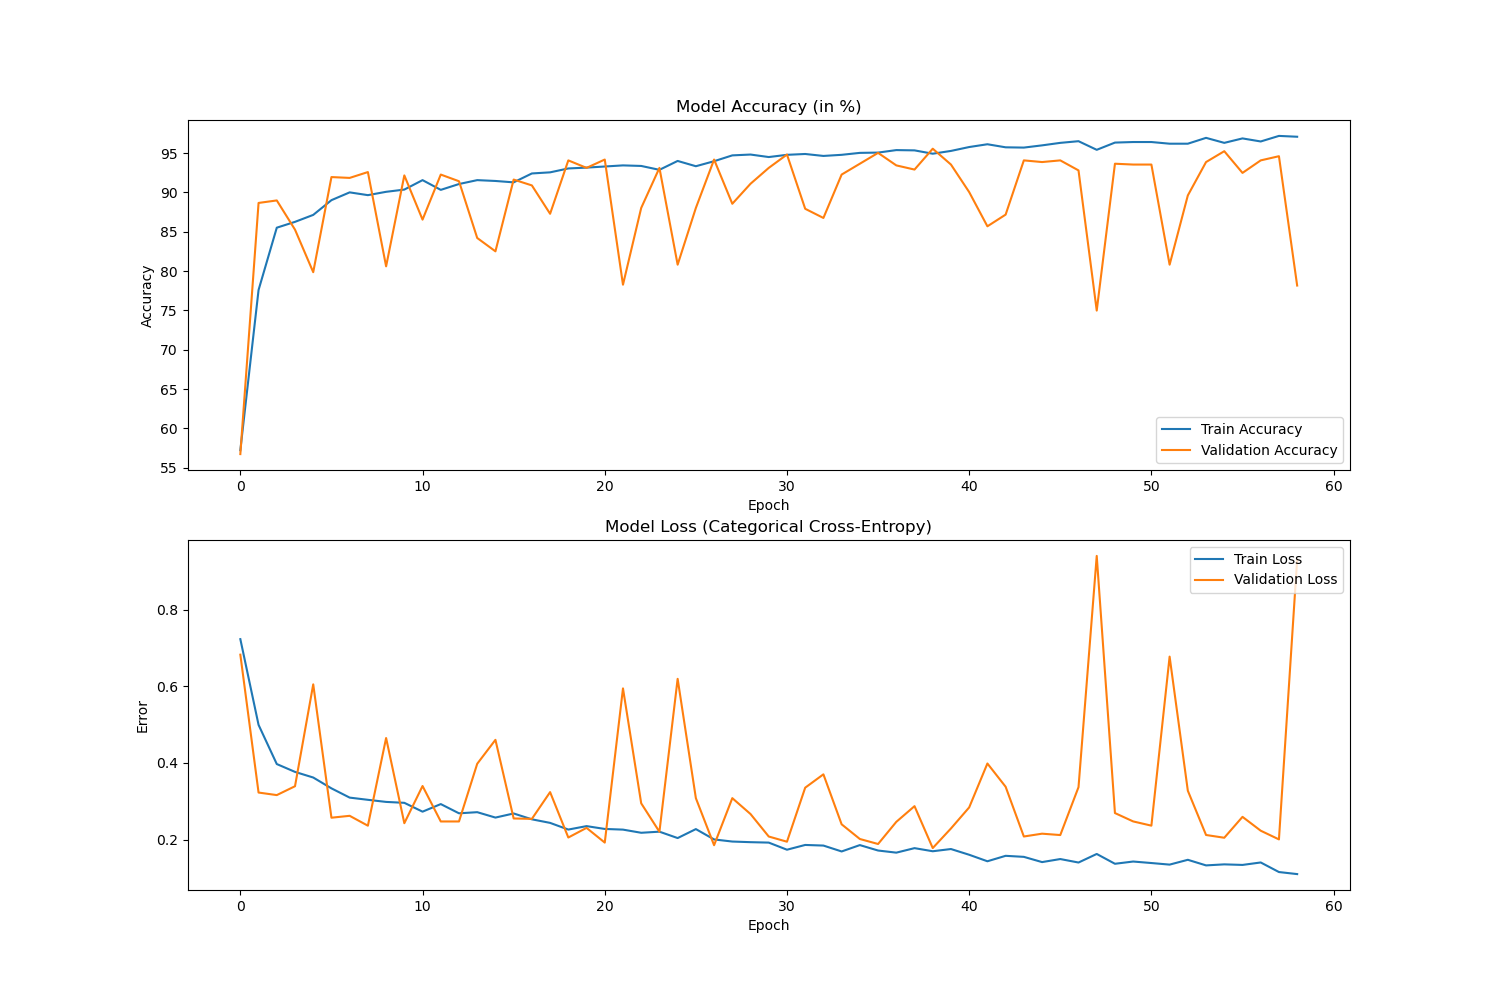 Model Accuracy (in %)
Accuracy
95
90
85
80
75
70
65
60
55
Train Accuracy
Validation Accuracy
0 10 20 30 40 50 60
Epoch
Model Loss (Categorical Cross-Entropy)
Error
0.8
0.6
0.4
0.2
Train Loss
Validation Loss
0 10 20 30 40 50 60
Epoch